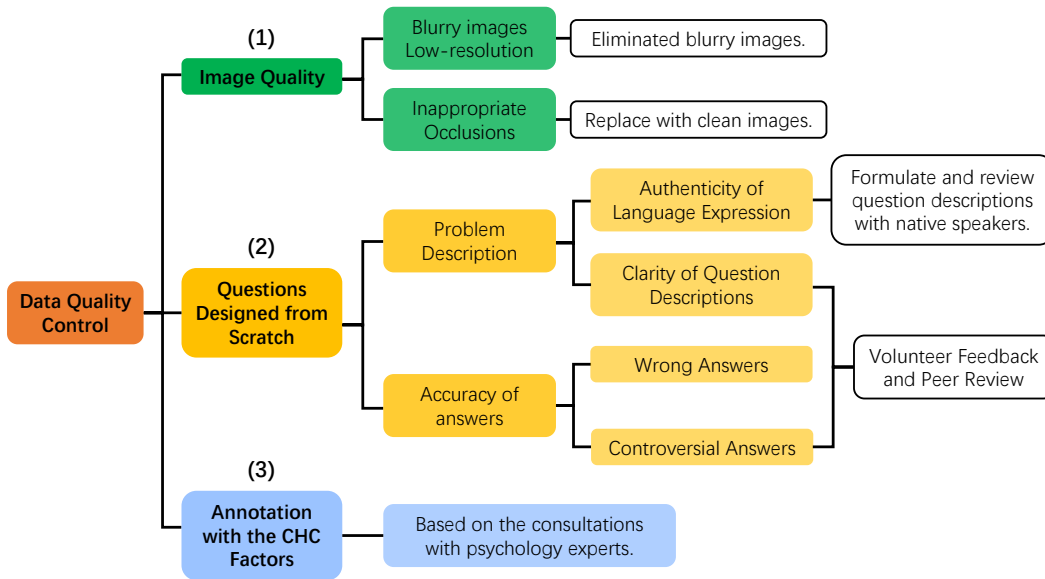 Data Quality
Control
(1)
Image Quality
Blurry images
Low-resolution
Eliminated blurry images.
Inappropriate
Occlusions
Replace with clean images.
(2)
Questions
Designed from
Scratch
Problem
Description
Authenticity of
Language Expression
Formulate and review
question descriptions
with native speakers.
Clarity of Question
Descriptions
Accuracy of
answers
Wrong Answers
Controversial Answers
Volunteer Feedback
and Peer Review
(3)
Annotation
with the CHC
Factors
Based on the consultations
with psychology experts.